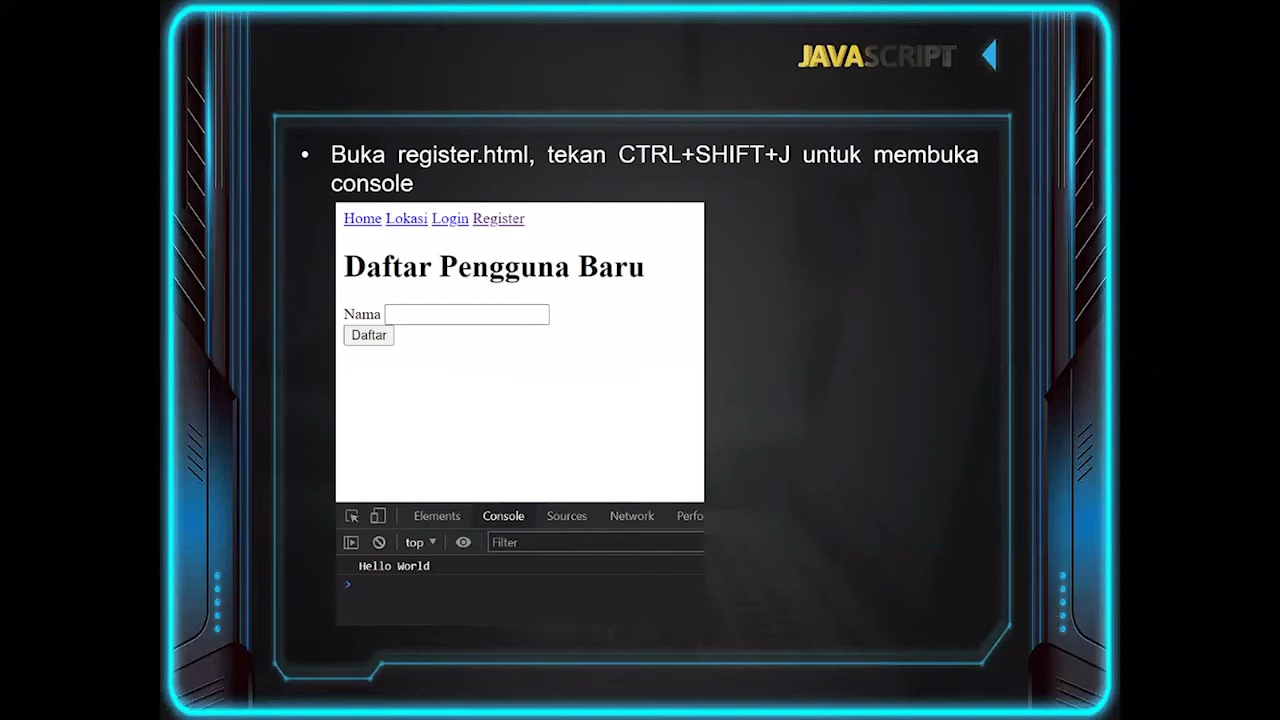 JAVASCRIPT
• Buka register.html, tekan CTRL+SHIFT+J untuk membuka
console
Home Lokasi Login Register
Daftar Pengguna Baru
Nama
Daftar
Elements Console Sources Network Perfo
top ▼ Filter
Hello World
>